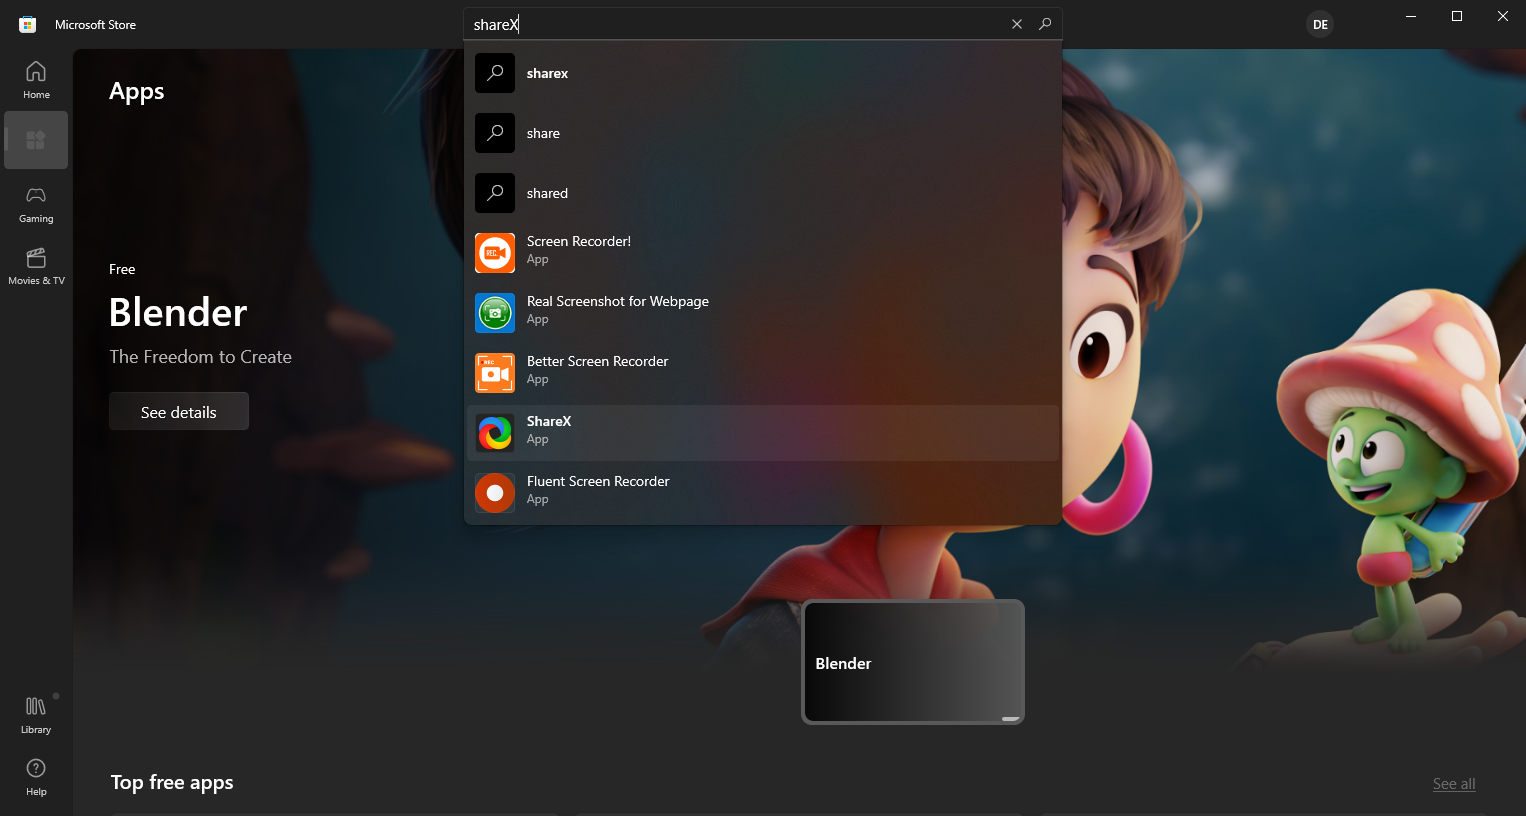 Microsoft Store
shareX
DE
Home
Gaming
Movies & TV
Library
Help
Apps
Free
Blender
The Freedom to Create
See details
sharex
share
shared
REC
Screen Recorder!
App
Real Screenshot for Webpage
App
REC
Better Screen Recorder
App
ShareX
App
Fluent Screen Recorder
App
Blender
Top free apps
See all